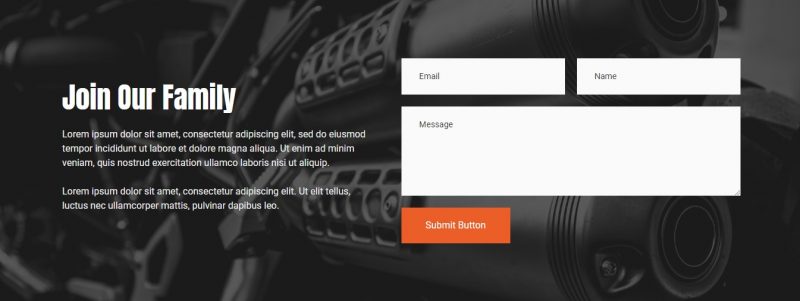 Join Our Family
Lorem ipsum dolor sit amet, consectetur adipiscing elit, sed do eiusmod
tempor incididunt ut labore et dolore magna aliqua. Ut enim ad minim
veniam, quis nostrud exercitation ullamco laboris nisi ut aliquip.
Lorem ipsum dolor sit amet, consectetur adipiscing elit. Ut elit tellus,
luctus nec ullamcorper mattis, pulvinar dapibus leo.
Email
Name
Message
Submit Button